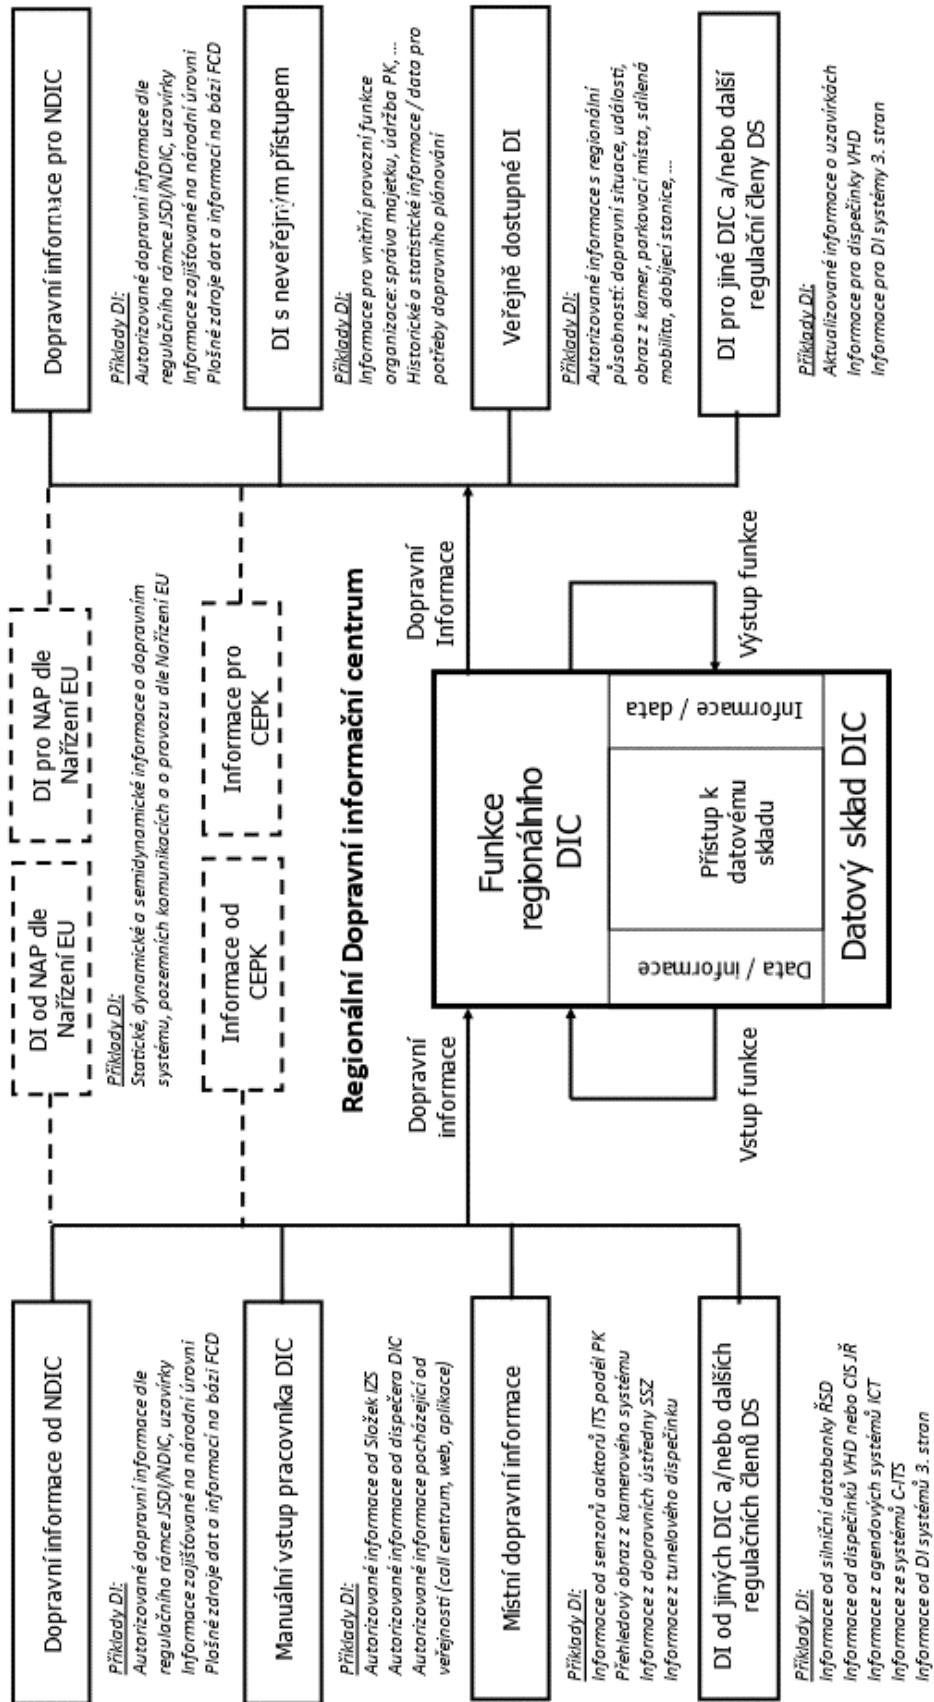 Dopravní informace od NDIC
Příklady DI:
Autorizované dopravní informace dle
regulačního rámce JSDI/NDIC, uzavírky
Informace zajišťované na národní úrovni
Plošné zdroje dat a informací na bázi FCD
Manuální vstup pracovníka DIC
Příklady DI:
Autorizované informace od Složek IZS
Autorizované informace od dispečera DIC
Autorizované informace pocházející od
veřejnosti (call centrum, web, aplikace)
Místní dopravní informace
Příklady DI:
Informace od senzorů aaktorů ITS podél PK
Přehledový obraz z kamerového systému
Informace z dopravních ústředny SSZ
Informace z tunelového dispečinku
DI od jiných DIC a/nebo dalších
regulačních členů DS
Příklady DI:
Informace od silniční databanky ŘSD
Informace od dispečinků VHD nebo CIS JŘ
Informace z agendových systémů ICT
Informace ze systémů C-ITS
Informace od DI systémů 3. stran
DI od NAP dle
Nařízení EU
DI pro NAP dle
Nařízení EU
Příklady DI:
Statické, dynamické a semidynamické informace o dopravním
systému, pozemních komunikacích a provozu dle Nařízení EU
Informace od
CEPK
Informace pro
CEPK
Regionální Dopravní informační centrum
Dopravní
informace
Dopravní
Informace
Funkce
regionálního
DIC
Data / informace
Přístup k
datovému
skladu
Informace / data
Datový sklad DIC
Vstup funkce
Výstup funkce
Dopravní informace pro NDIC
Příklady DI:
Autorizované dopravní informace dle
regulačního rámce JSDI/NDIC, uzavírky
Informace zajišťované na národní úrovni
Plošné zdroje dat a informací na bázi FCD
DI s neveřejným přístupem
Příklady DI:
Informace pro vnitřní provozní funkce
organizace: správa majetku, údržba PK, ...
Historické a statistické informace / data pro
potřeby dopravního plánování
Veřejně dostupné DI
Příklady DI:
Autorizované informace s regionální
působností: dopravní situace, události,
obraz z kamer, parkovací místa, sdílená
mobilita, dobíjecí stanice, ...
DI pro jiné DIC a/nebo další
regulační členy DS
Příklady DI:
Aktualizované informace o uzavírkách
Informace pro dispečinky VHD
Informace pro DI systémy 3. stran